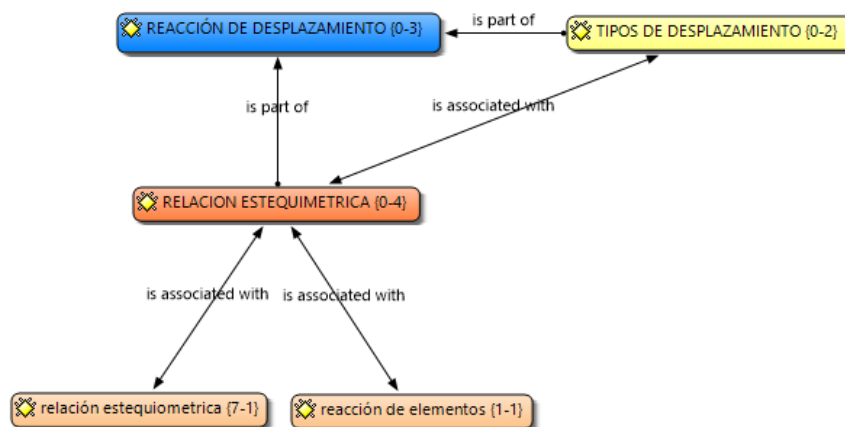 REACCIÓN DE DESPLAZAMIENTO {0-3}
is part of
TIPOS DE DESPLAZAMIENTO {0-2}
is part of
is associated with
RELACION ESTEQUIMETRICA {0-4}
is associated with
is associated with
relación estequiometrica {7-1}
reacción de elementos {1-1}